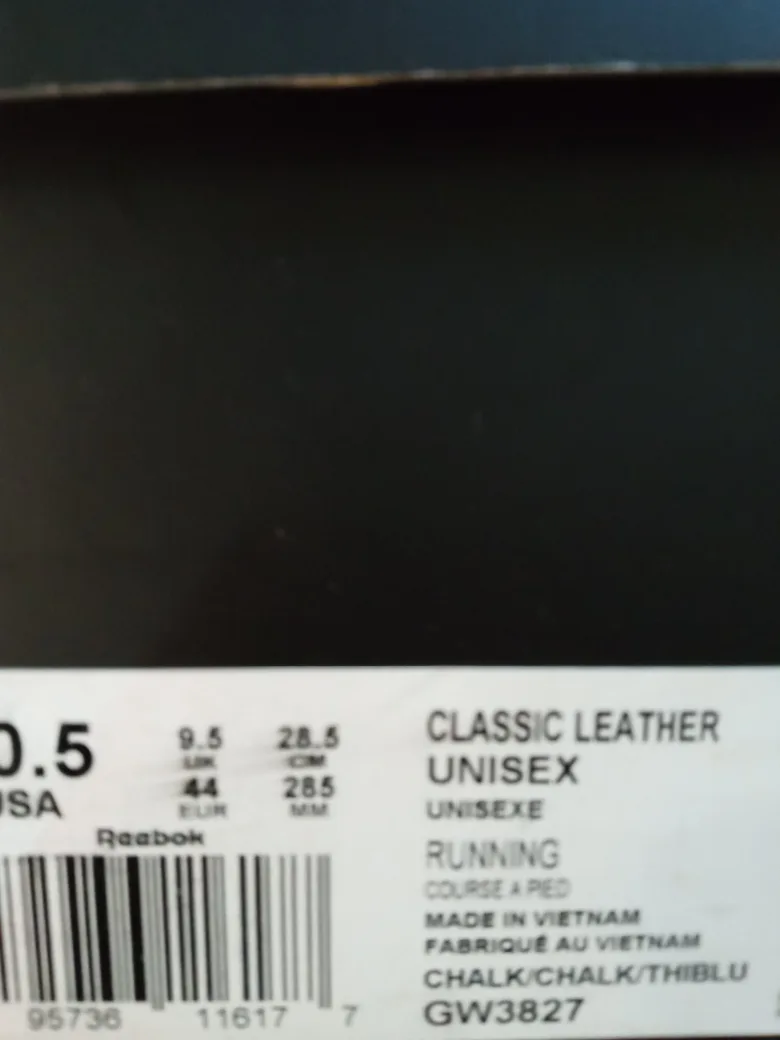 0.5
USA
9.5 28.5
UK CM
44 285
EUR MM
Reebok
95736 11617 7
CLASSIC LEATHER
UNISEX
UNISEXE
RUNNING
COURSE A PIED
MADE IN VIETNAM
FABRIQUÉ AU VIETNAM
CHALK/CHALK/THIBLU
GW3827